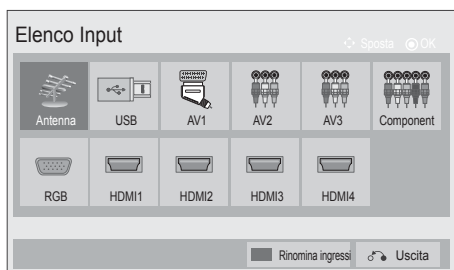 Elenco Input
Sposta OK
Antenna USB AV1 AV2 AV3 Component
RGB HDMI1 HDMI2 HDMI3 HDMI4
Rinomina ingressi Uscita